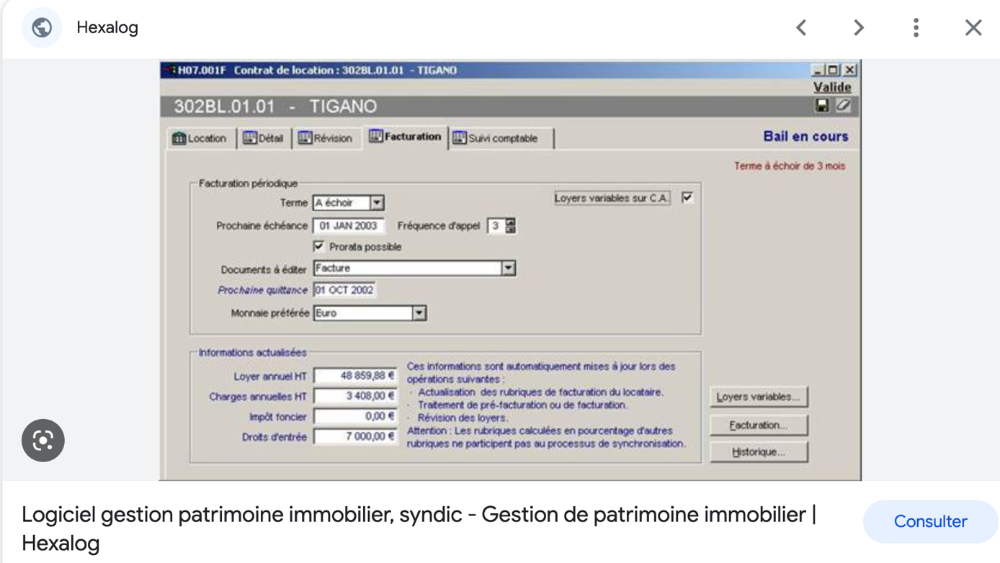 Hexalog
H07.001F Contrat de location : 302BL.01.01 - TIGANO
Valide
302BL.01.01 - TIGANO
Location Détail Révision Facturation Suivi comptable Bail en cours
Terme à échoir de 3 mois
Facturation périodique
Terme A échoir Loyers variables sur C.A.
Prochaine échéance 01 JAN 2003 Fréquence d'appel 3
Prorata possible
Documents à éditer Facture
Prochaine quittance 01 OCT 2002
Monnaie préférée Euro
Informations actualisées
Loyer annuel HT 48 859,88 €
Charges annuelles HT 3 408,00 €
Impôt foncier 0,00 €
Droits d'entrée 7 000,00 €
Ces informations sont automatiquement mises à jour lors des
opérations suivantes :
· Actualisation des rubriques de facturation du locataire.
· Traitement de pré-facturation ou de facturation.
· Révision des loyers.
Attention : Les rubriques calculées en pourcentage d'autres
rubriques ne participent pas au processus de synchronisation.
Loyers variables...
Facturation...
Historique...
Logiciel gestion patrimoine immobilier, syndic - Gestion de patrimoine immobilier |
Hexalog
Consulter